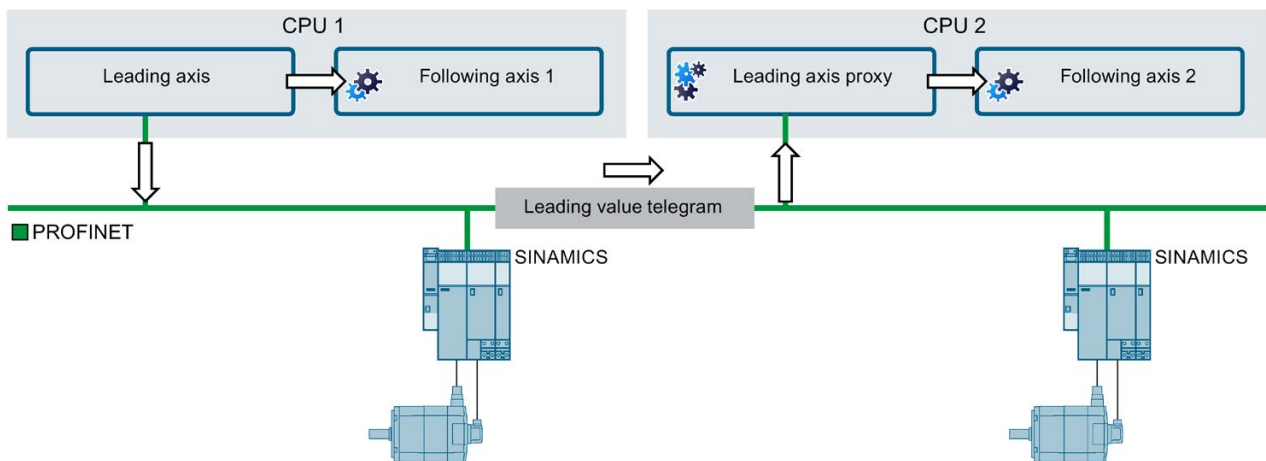 CPU 1
CPU 2
Leading axis
Following axis 1
Leading axis proxy
Following axis 2
Leading value telegram
PROFINET
SINAMICS
SINAMICS